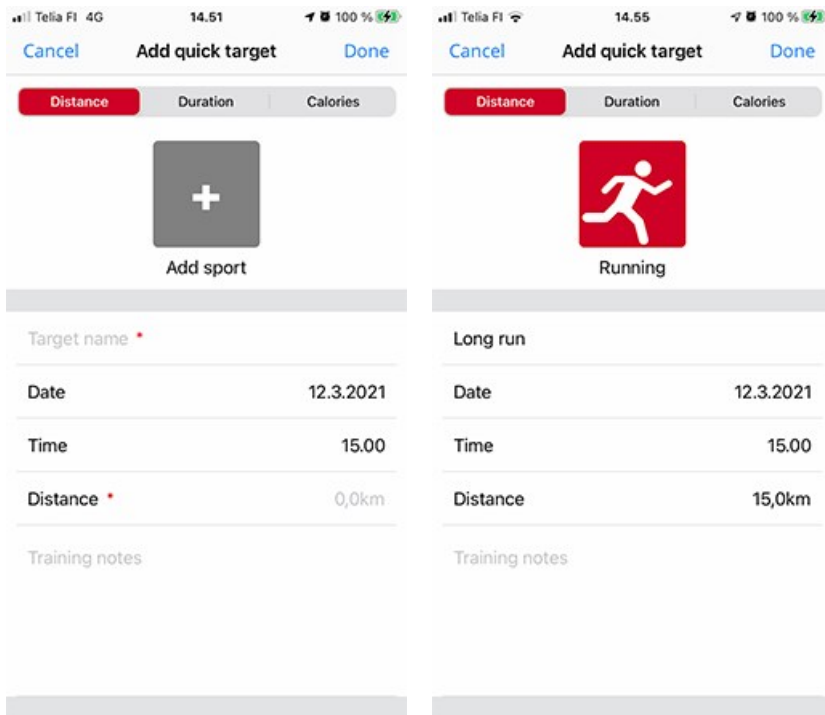 Telia FI 4G 14.51 100 %
Cancel Add quick target Done
Distance Duration Calories
+
Add sport
Target name *
Date 12.3.2021
Time 15.00
Distance * 0,0km
Training notes
Telia FI 14.55 100 %
Cancel Add quick target Done
Distance Duration Calories
Running
Long run
Date 12.3.2021
Time 15.00
Distance 15,0km
Training notes